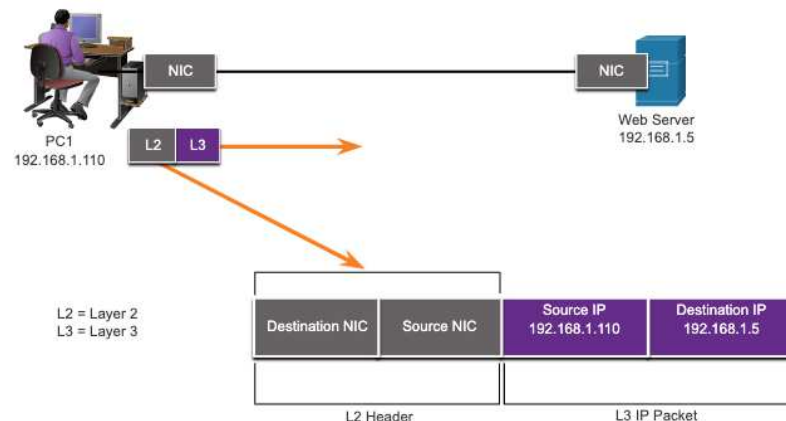 NIC
NIC
PC1
192.168.1.110
Web Server
192.168.1.5
L2
L3
L2 = Layer 2
L3 = Layer 3
Destination NIC
Source NIC
Source IP
192.168.1.110
Destination IP
192.168.1.5
L2 Header
L3 IP Packet